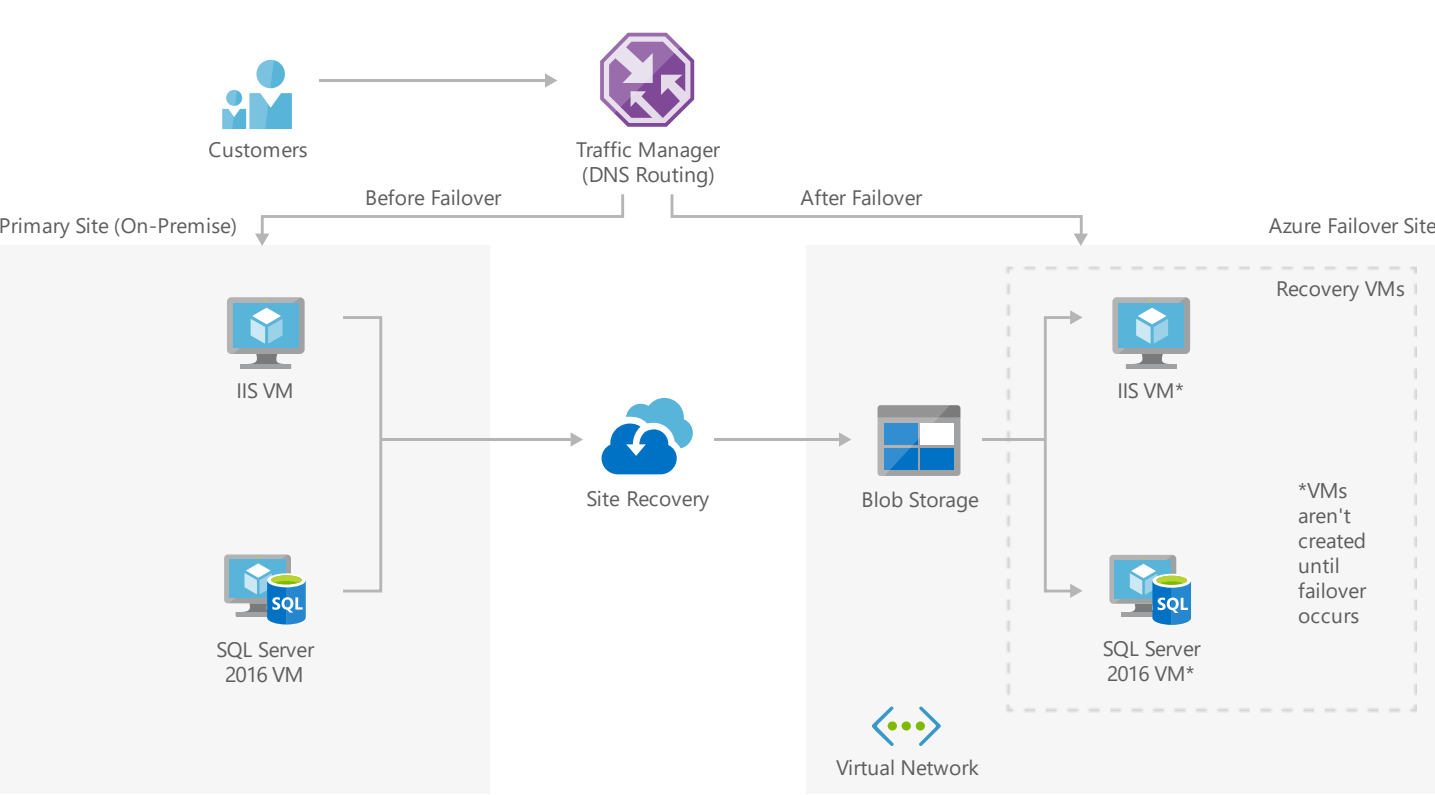 Customers
Traffic Manager
(DNS Routing)
Before Failover
After Failover
Primary Site (On-Premise)
Azure Failover Site
Recovery VMs
IIS VM
IIS VM*
Site Recovery
Blob Storage
*VMs
aren't
created
until
failover
occurs
SQL
SQL Server
2016 VM
SQL
SQL Server
2016 VM*
Virtual Network